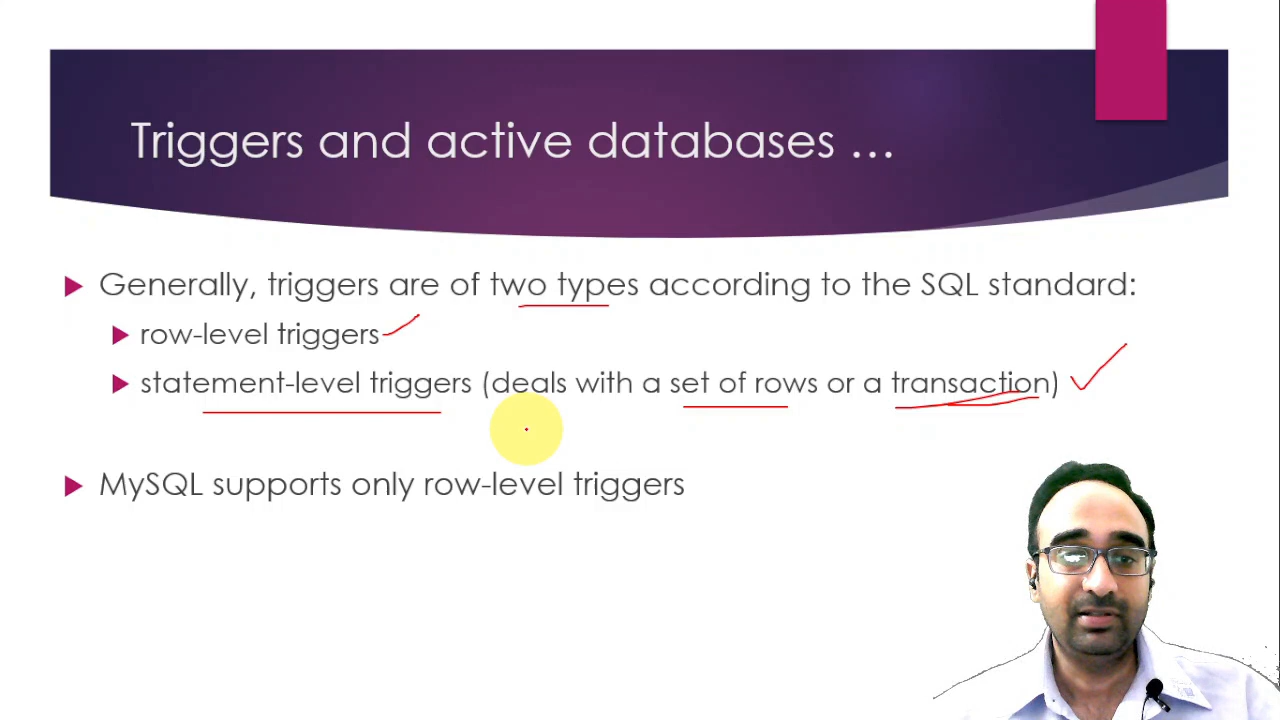 Triggers and active databases ...
Generally, triggers are of two types according to the SQL standard:
row-level triggers
statement-level triggers (deals with a set of rows or a transaction)
MySQL supports only row-level triggers